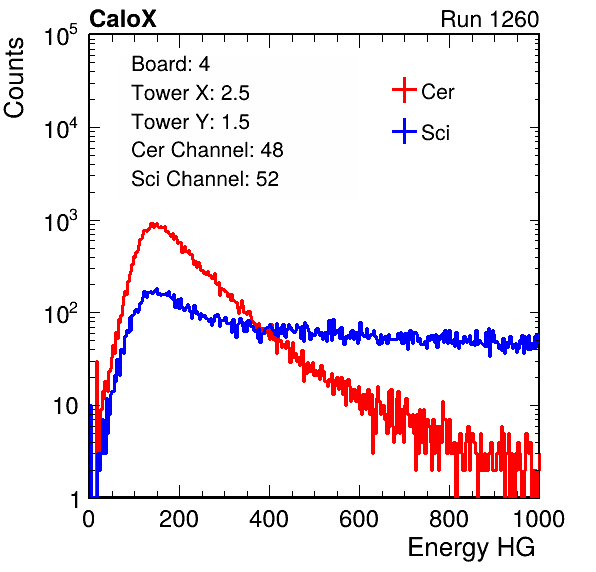 CaloX Run 1260
10^5
Counts
Board: 4
Tower X: 2.5
Tower Y: 1.5
Cer Channel: 48
Sci Channel: 52
Cer
Sci
10^4
10^3
10^2
10
1
0 200 400 600 800 1000
Energy HG